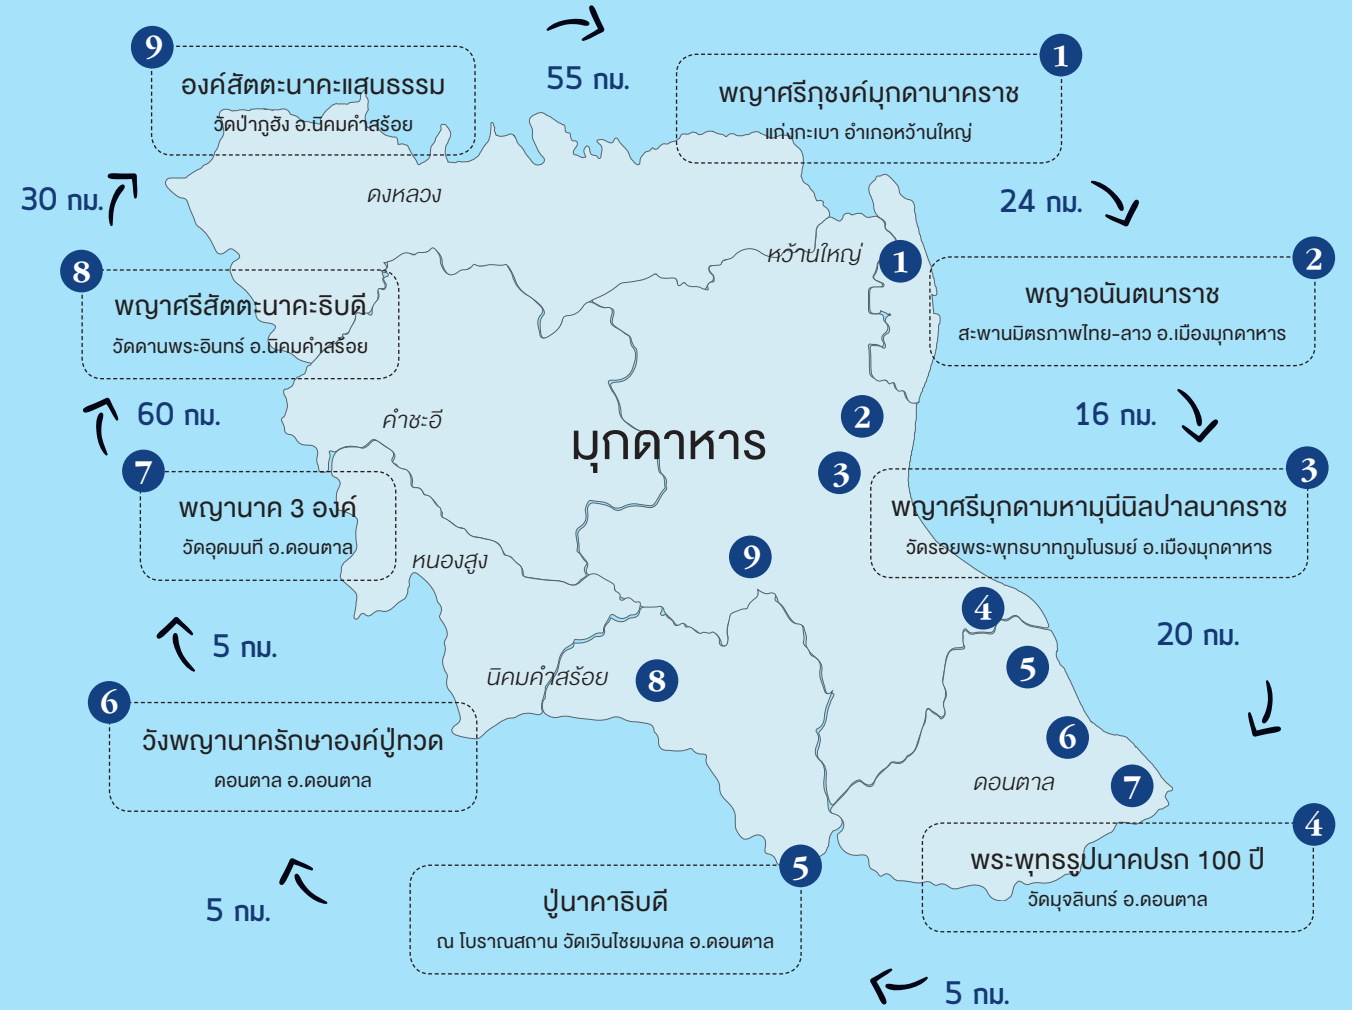 9
องค์สัตตะนาคะแสนธรรม
วัดป่าภูฮัง อ.นิคมคำสร้อย
55 กม.
1
พญาศรีภุชงค์มุกดานาคราช
แก่งกะเบา อำเภอหว้านใหญ่
30 กม.
ดงหลวง
24 กม.
หว้านใหญ่
1
8
พญาศรีสัตตะนาคะธิบดี
วัดดานพระอินทร์ อ.นิคมคำสร้อย
2
พญาอนันตนาราช
สะพานมิตรภาพไทย-ลาว อ.เมืองมุกดาหาร
60 กม.
คำชะอี
มุกดาหาร
2
3
16 กม.
7
พญานาค 3 องค์
วัดอุดมนที อ.ดอนตาล
3
พญาศรีมุกดามหามุนีนิลปาลนาคราช
วัดรอยพระพุทธบาทภูมโนรมย์ อ.เมืองมุกดาหาร
หนองสูง
9
4
5 กม.
20 กม.
นิคมคำสร้อย
8
5
6
วังพญานาครักษาองค์ปู่ทวด
ดอนตาล อ.ดอนตาล
6
ดอนตาล
7
4
พระพุทธรูปนาคปรก 100 ปี
วัดมุจลินทร์ อ.ดอนตาล
5 กม.
5
ปู่นาคาธิบดี
ณ โบราณสถาน วัดเวินไชยมงคล อ.ดอนตาล
5 กม.